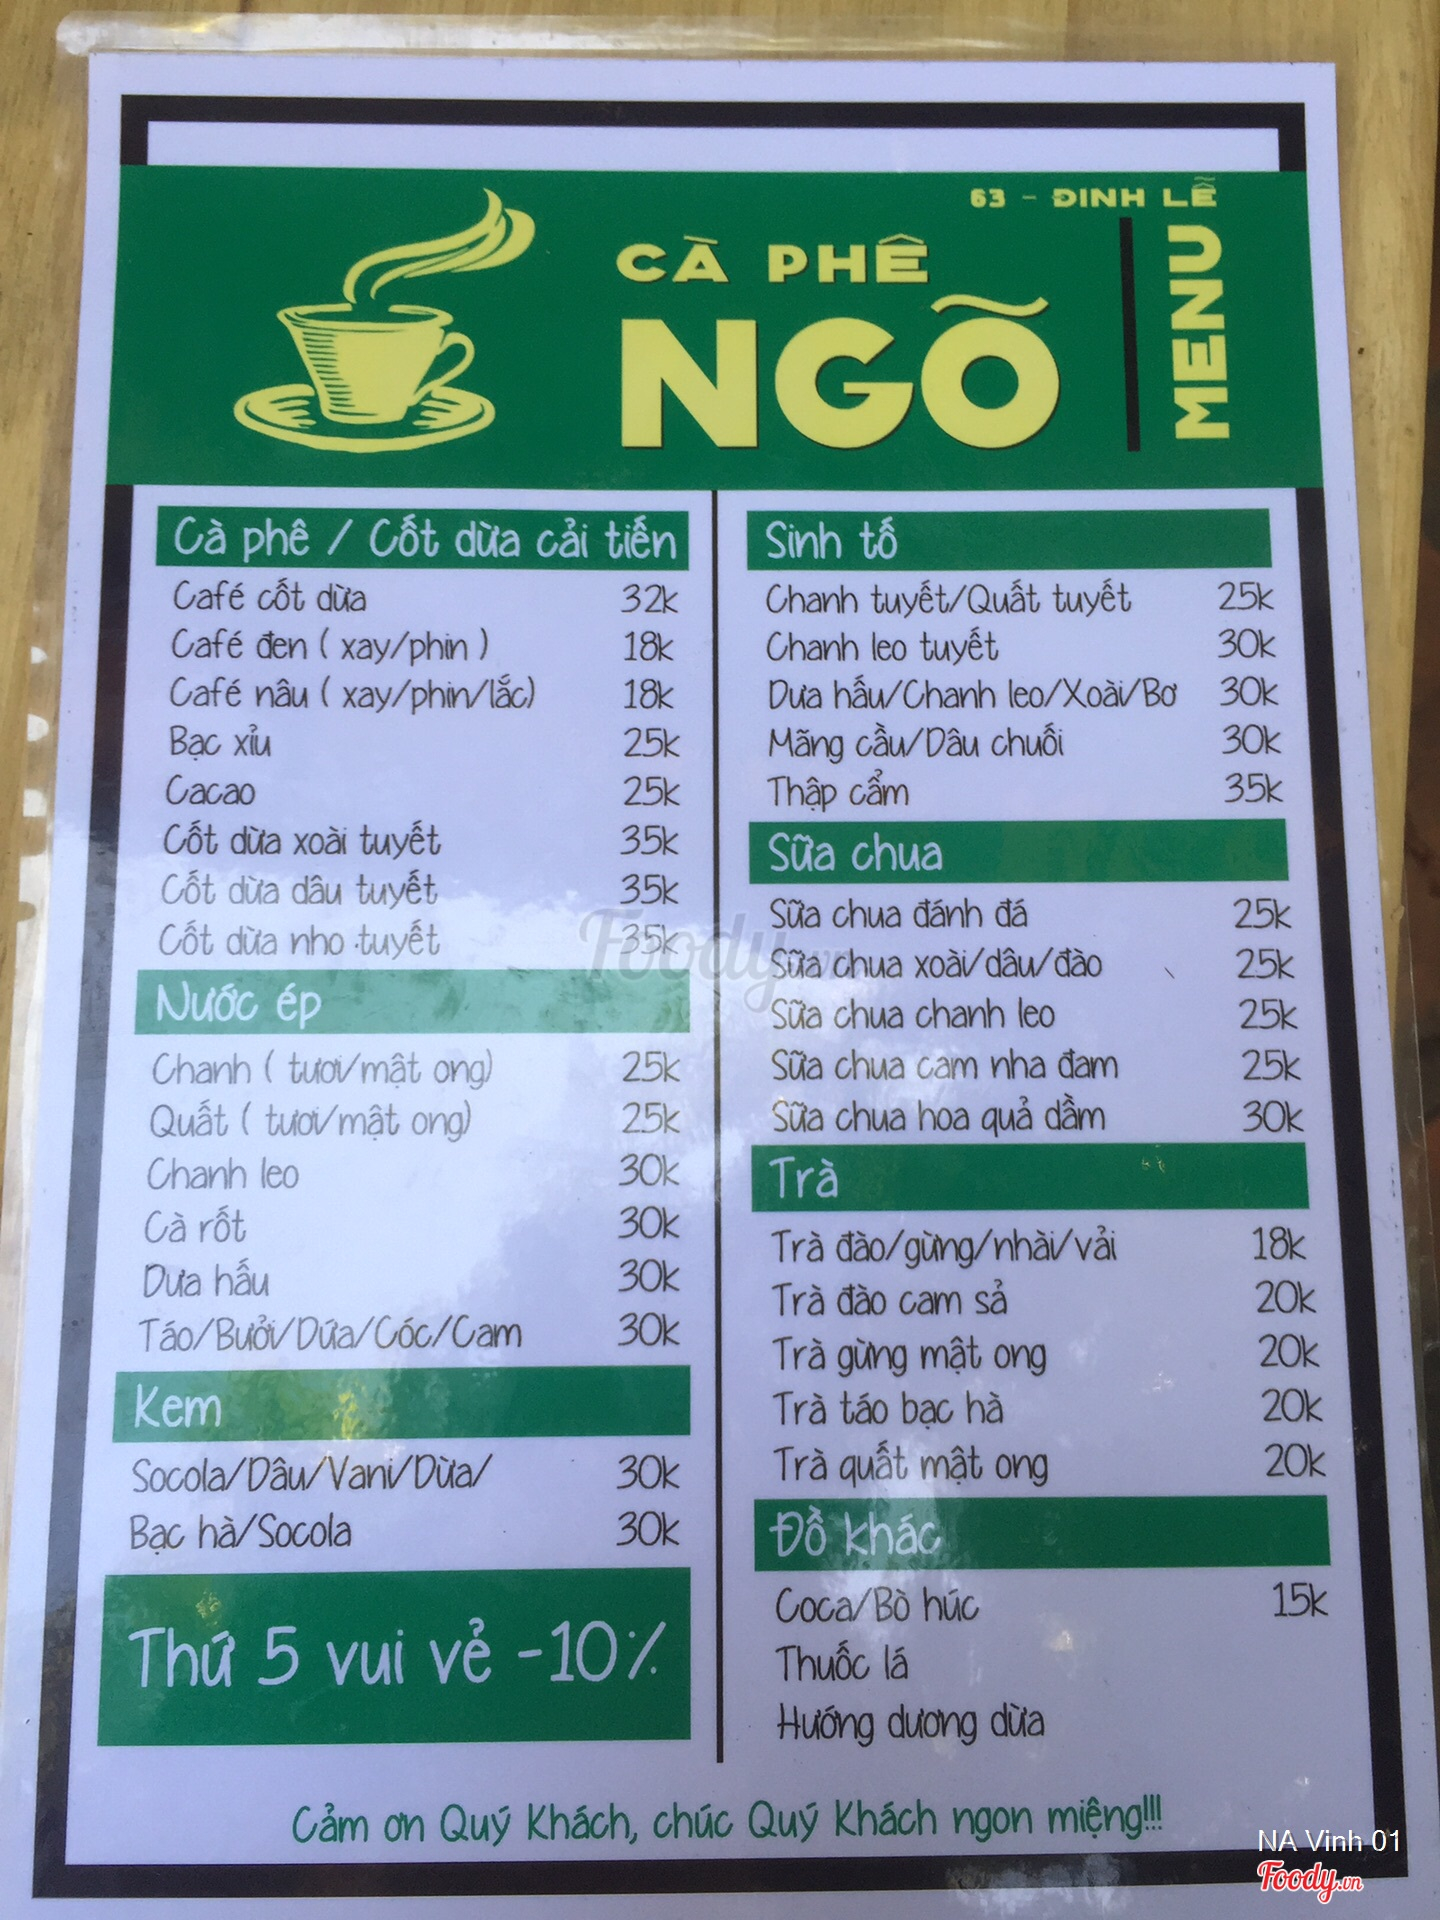 63 - ĐINH LỄ
CÀ PHÊ
NGÕ
MENU
Cà phê / Cốt dừa cải tiến
Café cốt dừa 32k
Café đen ( xay/phin ) 18k
Café nâu ( xay/phin/lắc) 18k
Bạc xỉu 25k
Cacao 25k
Cốt dừa xoài tuyết 35k
Cốt dừa dâu tuyết 35k
Cốt dừa nho tuyết 35k
Nước ép
Chanh ( tươi/mật ong) 25k
Quất ( tươi/mật ong) 25k
Chanh leo 30k
Cà rốt 30k
Dưa hấu 30k
Táo/Bưởi/Dứa/Cóc/Cam 30k
Kem
Socola/Dâu/Vani/Dừa/ 30k
Bạc hà/Socola 30k
Thứ 5 vui vẻ -10%
Sinh tố
Chanh tuyết/Quất tuyết 25k
Chanh leo tuyết 30k
Dưa hấu/Chanh leo/Xoài/Bơ 30k
Mãng cầu/Dâu chuối 30k
Thập cẩm 35k
Sữa chua
Sữa chua đánh đá 25k
Sữa chua xoài/dâu/đào 25k
Sữa chua chanh leo 25k
Sữa chua cam nha đam 25k
Sữa chua hoa quả dầm 30k
Trà
Trà đào/gừng/nhài/vải 18k
Trà đào cam sả 20k
Trà gừng mật ong 20k
Trà táo bạc hà 20k
Trà quất mật ong 20k
Đồ khác
Coca/Bò húc 15k
Thuốc lá
Hướng dương dừa
Cảm ơn Quý Khách, chúc Quý Khách ngon miệng!!!
Foody.vn
NA Vinh 01
Foody.vn